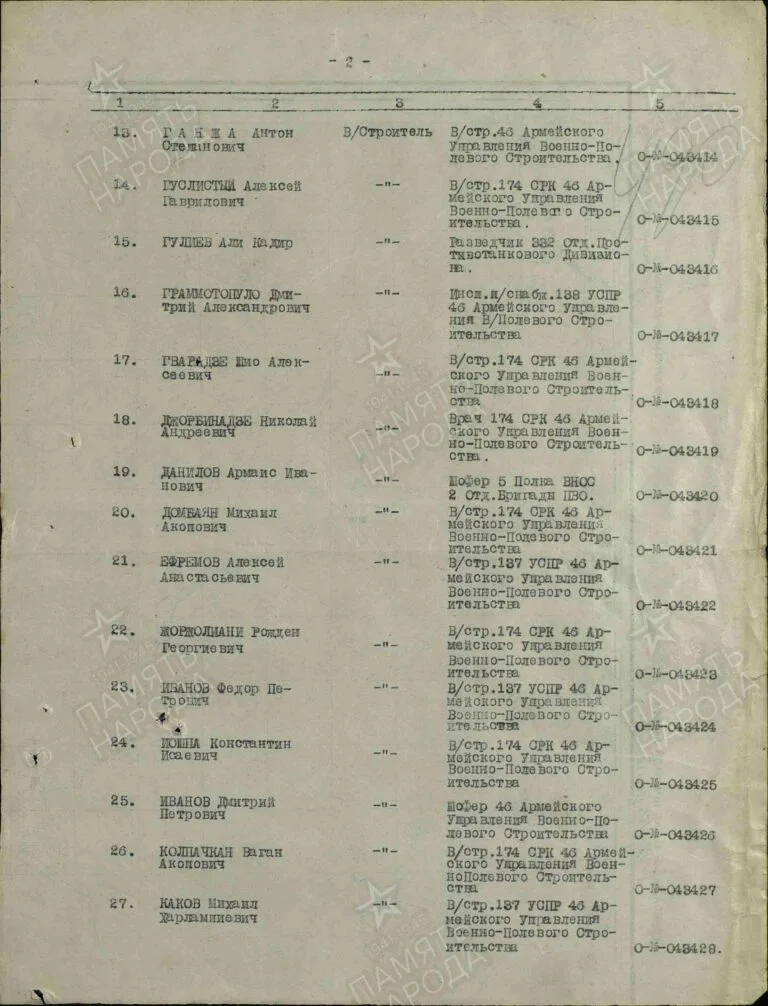 - 2 -
1 2 3 4 5
13. ГАНЖА Антон В/Строитель В/стр.46 Армейского
Степанович Управления Военно-По-
левого Строительства. О-№-043414
14. ГУСЛИСТЫЙ Алексей -"- В/стр.174 СРК 46 Ар-
Гаврилович мейского Управления
Военно-Полевого Строи-
тельства. О-№-043415
15. ГУЛИЕВ Али Кадир -"- Разведчик 332 Отд.Про-
тивотанкового Дивизио-
на. О-№-043416
16. ГРАММОТОПУЛО Дми- -"- Инсп.п/снабж.138 УСПР
трий Александрович 46 Армейского Управле-
ния В/Полевого Стро-
ительства О-№-043417
17. ГВАРАДЗЕ Шио Алек- -"- В/стр.174 СРК 46 Армей-
сеевич ского Управления Воен-
но-Полевого Строитель-
ства О-№-043418
18. ДЖОРБИНАДЗЕ Николай -"- Врач 174 СРК 46 Армей-
Андреевич ского Управления Воен-
но-Полевого Строитель-
ства. О-№-043419
19. ДАНИЛОВ Армаис Ива- -"- Шофер 5 Полка ВНОС
нович 2 Отд.Бригады ПВО. О-№-043420
20. ДОМБАЯН Михаил -"- В/стр.174 СРК 46 Ар-
Акопович мейского Управления
Военно-Полевого Стро-
ительства О-№-043421
21. ЕФРЕМОВ Алексей -"- В/стр.137 УСПР 46 Ар-
Анастасьевич мейского Управления
Военно-Полевого Стро-
ительства О-№-043422
22. ЖОРЖОЛИАНИ Рожден -"- В/стр.174 СРК 46 Ар-
Георгиевич мейского Управления
Военно-Полевого Стро-
ительства О-№-043423
23. ИВАНОВ Федор Пе- -"- В/стр.137 УСПР 46 Ар-
трович мейского Управления
Военно-Полевого Стро-
ительства О-№-043424
24. ИОШПА Константин -"- В/стр.174 СРК 46 Ар-
Исаевич мейского Управления
Военно-Полевого Стро-
ительства О-№-043425
25. ИВАНОВ Дмитрий -"- Шофер 46 Армейского
Петрович Управления Военно-По-
левого Строительства О-№-043426
26. КОЛПАЧКАН Ваган -"- В/стр.174 СРК 46 Армей-
Акопович ского Управления Воен-
ноПолевого Строитель-
ства О-№-043427
27. КАКОВ Михаил -"- В/стр.137 УСПР 46 Ар-
Харлампиевич мейского Управления
Военно-Полевого Стро-
ительства О-№-043428.
ПАМЯТЬ НАРОДА